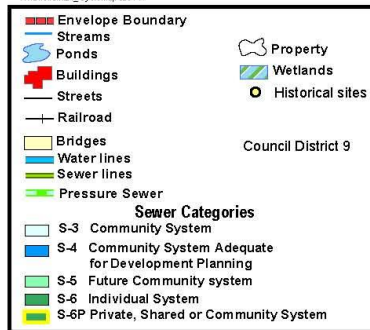 Envelope Boundary
Streams
Ponds
Buildings
Streets
Railroad
Bridges
Water lines
Sewer lines
Pressure Sewer
Property
Wetlands
Historical sites
Council District 9
Sewer Categories
S-3 Community System
S-4 Community System Adequate
for Development Planning
S-5 Future Community system
S-6 Individual System
S-6P Private, Shared or Community System